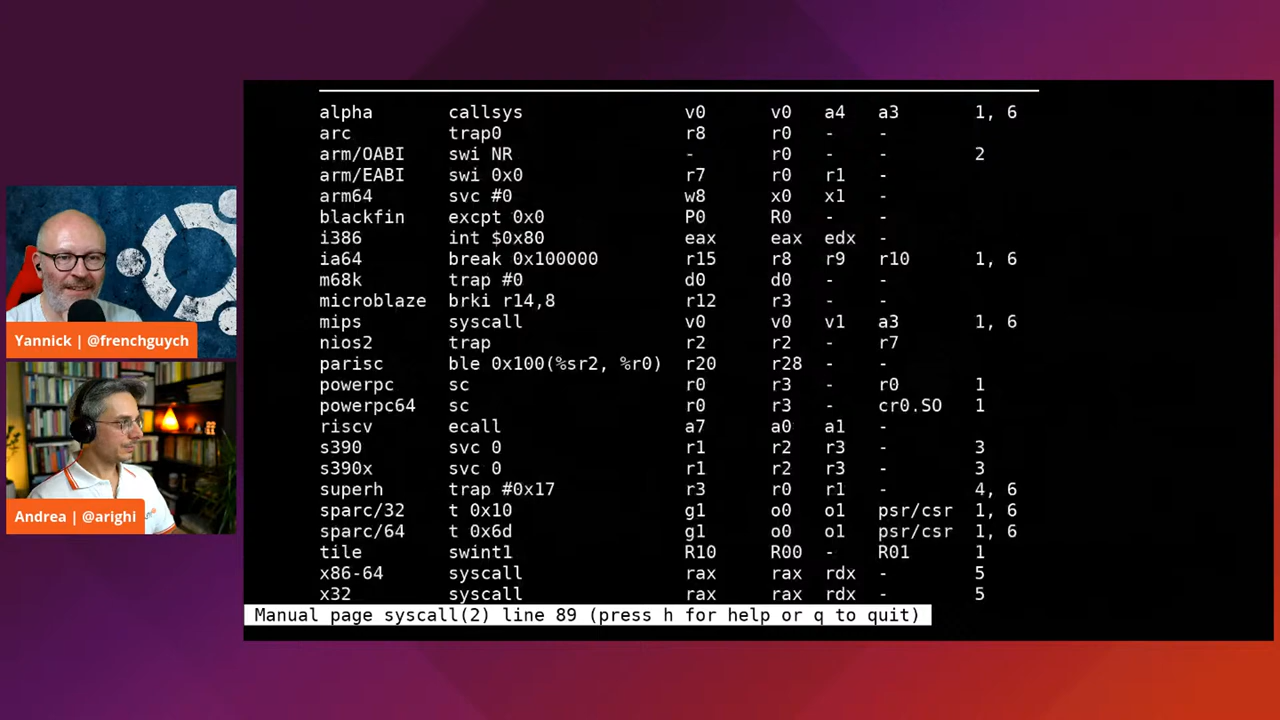 alpha callsys v0 v0 a4 a3 1, 6
arc trap0 r8 r0 - -
arm/OABI swi NR - r0 - - 2
arm/EABI swi 0x0 r7 r0 r1 -
arm64 svc #0 w8 x0 x1 -
blackfin excpt 0x0 P0 R0 - -
i386 int $0x80 eax eax edx -
ia64 break 0x100000 r15 r8 r9 r10 1, 6
m68k trap #0 d0 d0 - -
microblaze brki r14,8 r12 r3 - -
mips syscall v0 v0 v1 a3 1, 6
nios2 trap r2 r2 - r7
parisc ble 0x100(%sr2, %r0) r20 r28 - -
powerpc sc r0 r3 - r0 1
powerpc64 sc r0 r3 - cr0.SO 1
riscv ecall a7 a0 a1 -
s390 svc 0 r1 r2 r3 - 3
s390x svc 0 r1 r2 r3 - 3
superh trap #0x17 r3 r0 r1 - 4, 6
sparc/32 t 0x10 g1 o0 o1 psr/csr 1, 6
sparc/64 t 0x6d g1 o0 o1 psr/csr 1, 6
tile swint1 R10 R00 - R01 1
x86-64 syscall rax rax rdx - 5
x32 syscall rax rax rdx - 5
Manual page syscall(2) line 89 (press h for help or q to quit)
Yannick | @frenchguych
Andrea | @arighi